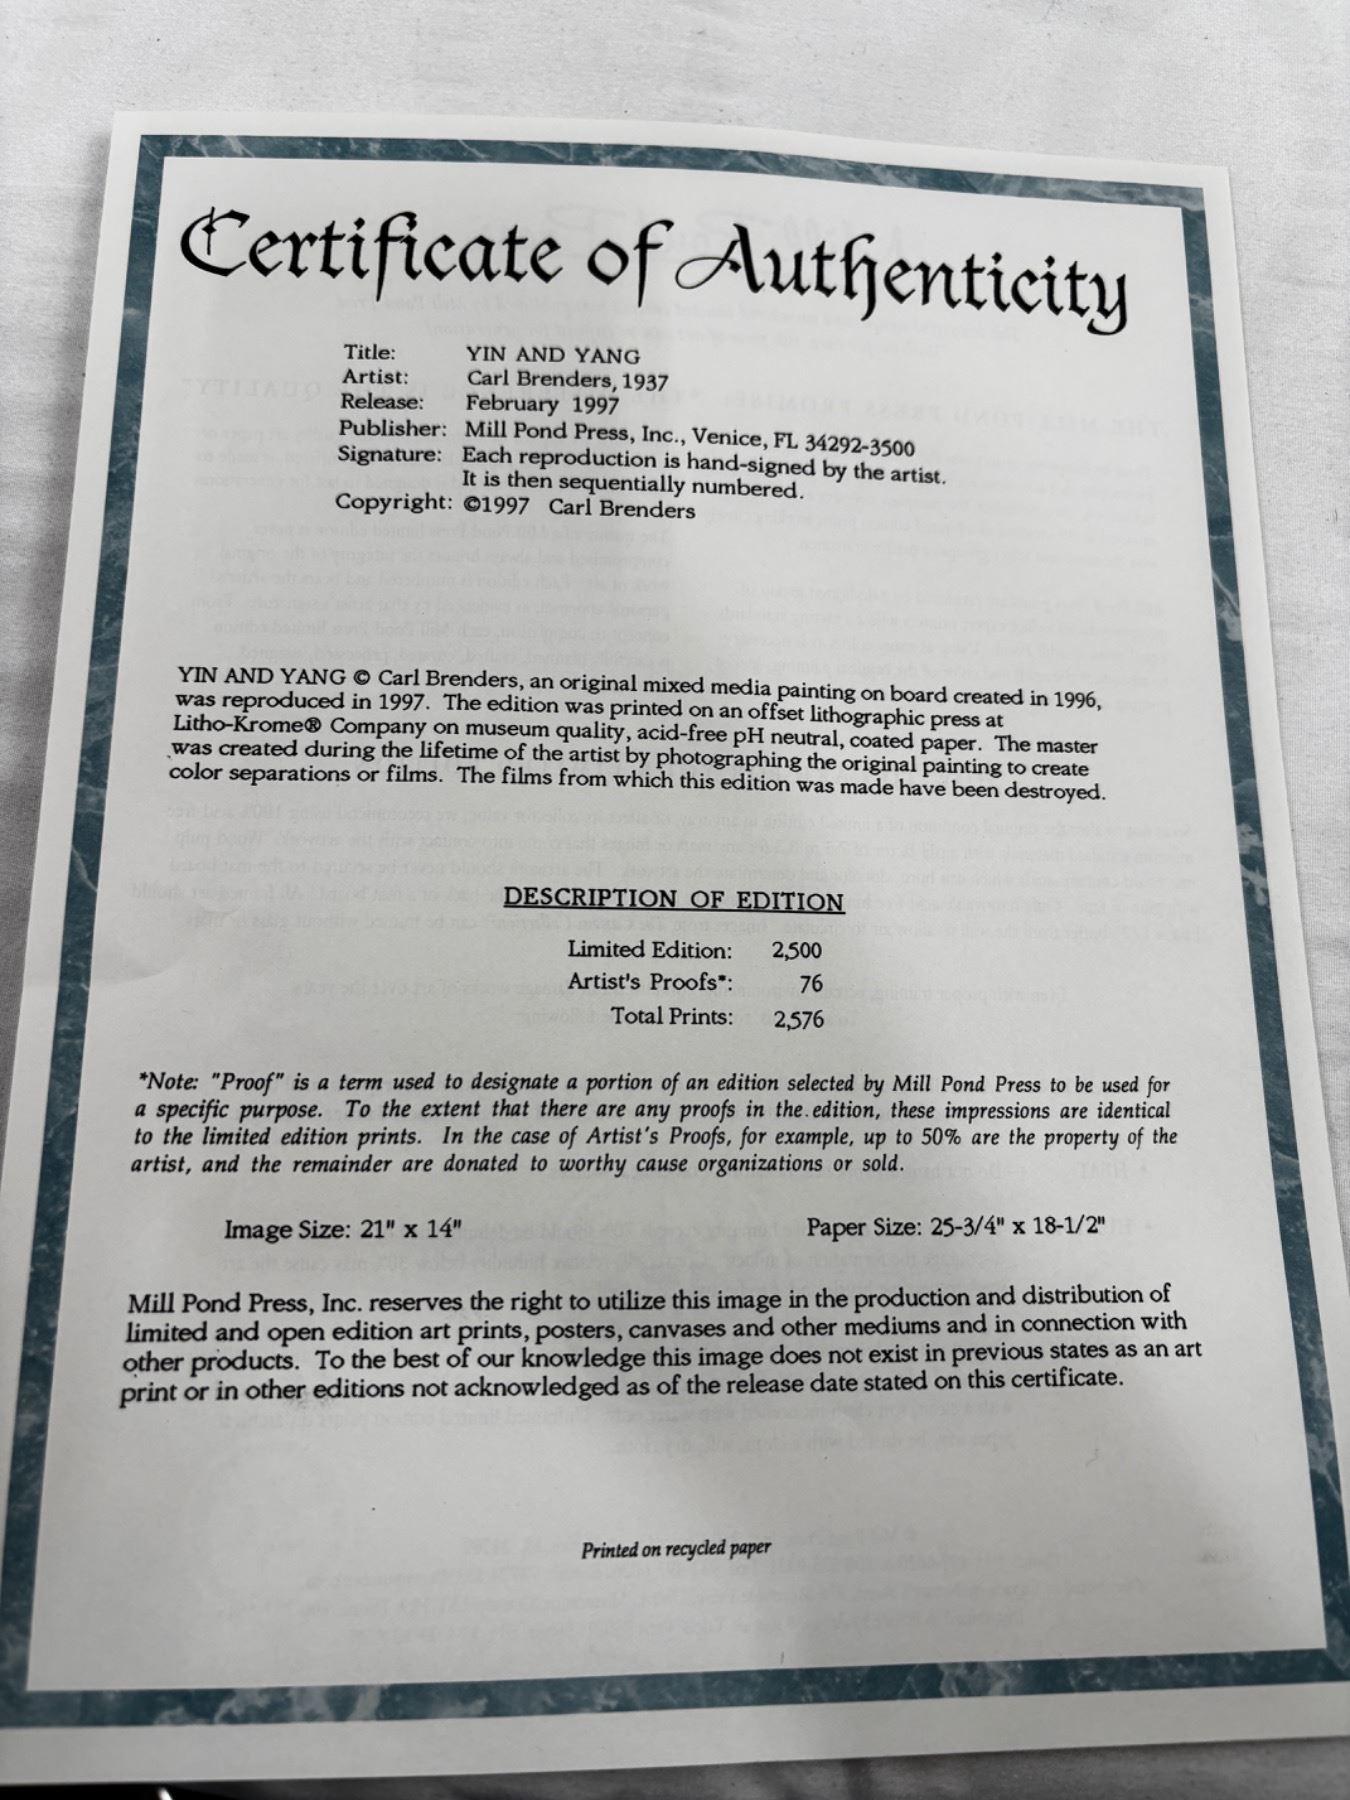 Certificate of Authenticity
Title: YIN AND YANG
Artist: Carl Brenders, 1937
Release: February 1997
Publisher: Mill Pond Press, Inc., Venice, FL 34292-3500
Signature: Each reproduction is hand-signed by the artist.
It is then sequentially numbered.
Copyright: ©1997 Carl Brenders
YIN AND YANG © Carl Brenders, an original mixed media painting on board created in 1996,
was reproduced in 1997. The edition was printed on an offset lithographic press at
Litho-Krome® Company on museum quality, acid-free pH neutral, coated paper. The master
was created during the lifetime of the artist by photographing the original painting to create
color separations or films. The films from which this edition was made have been destroyed.
DESCRIPTION OF EDITION
Limited Edition: 2,500
Artist's Proofs*: 76
Total Prints: 2,576
*Note: "Proof" is a term used to designate a portion of an edition selected by Mill Pond Press to be used for
a specific purpose. To the extent that there are any proofs in the edition, these impressions are identical
to the limited edition prints. In the case of Artist's Proofs, for example, up to 50% are the property of the
artist, and the remainder are donated to worthy cause organizations or sold.
Image Size: 21" x 14" Paper Size: 25-3/4" x 18-1/2"
Mill Pond Press, Inc. reserves the right to utilize this image in the production and distribution of
limited and open edition art prints, posters, canvases and other mediums and in connection with
other products. To the best of our knowledge this image does not exist in previous states as an art
print or in other editions not acknowledged as of the release date stated on this certificate.
Printed on recycled paper